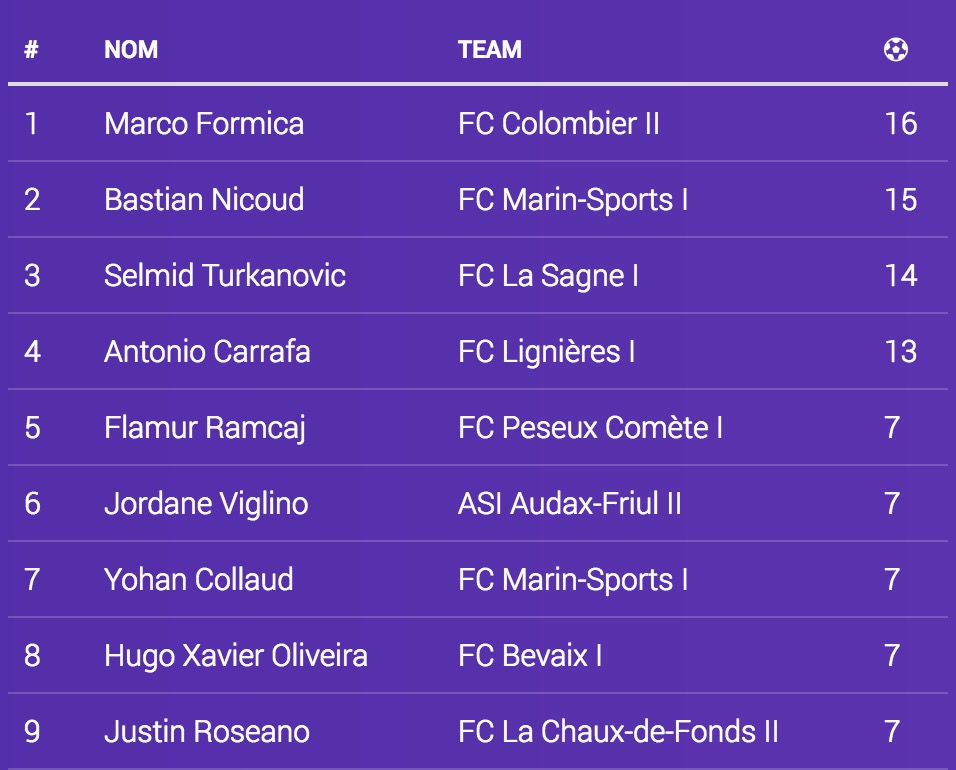 # NOM TEAM
1 Marco Formica FC Colombier II 16
2 Bastian Nicoud FC Marin-Sports I 15
3 Selmid Turkanovic FC La Sagne I 14
4 Antonio Carrafa FC Lignières I 13
5 Flamur Ramcaj FC Peseux Comète I 7
6 Jordane Viglino ASI Audax-Friul II 7
7 Yohan Collaud FC Marin-Sports I 7
8 Hugo Xavier Oliveira FC Bevaix I 7
9 Justin Roseano FC La Chaux-de-Fonds II 7